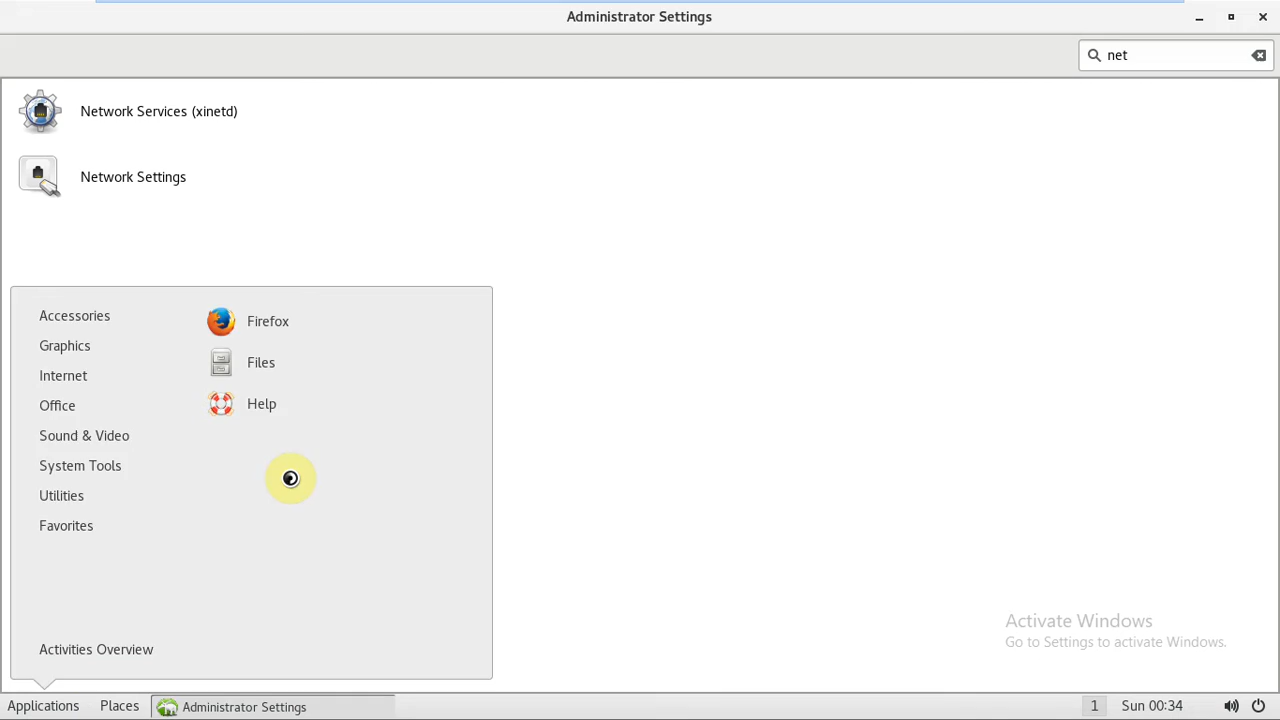 Administrator Settings
net
Network Services (xinetd)
Network Settings
Accessories
Graphics
Internet
Office
Sound & Video
System Tools
Utilities
Favorites
Activities Overview
Firefox
Files
Help
Activate Windows
Go to Settings to activate Windows.
Applications Places Administrator Settings 1 Sun 00:34